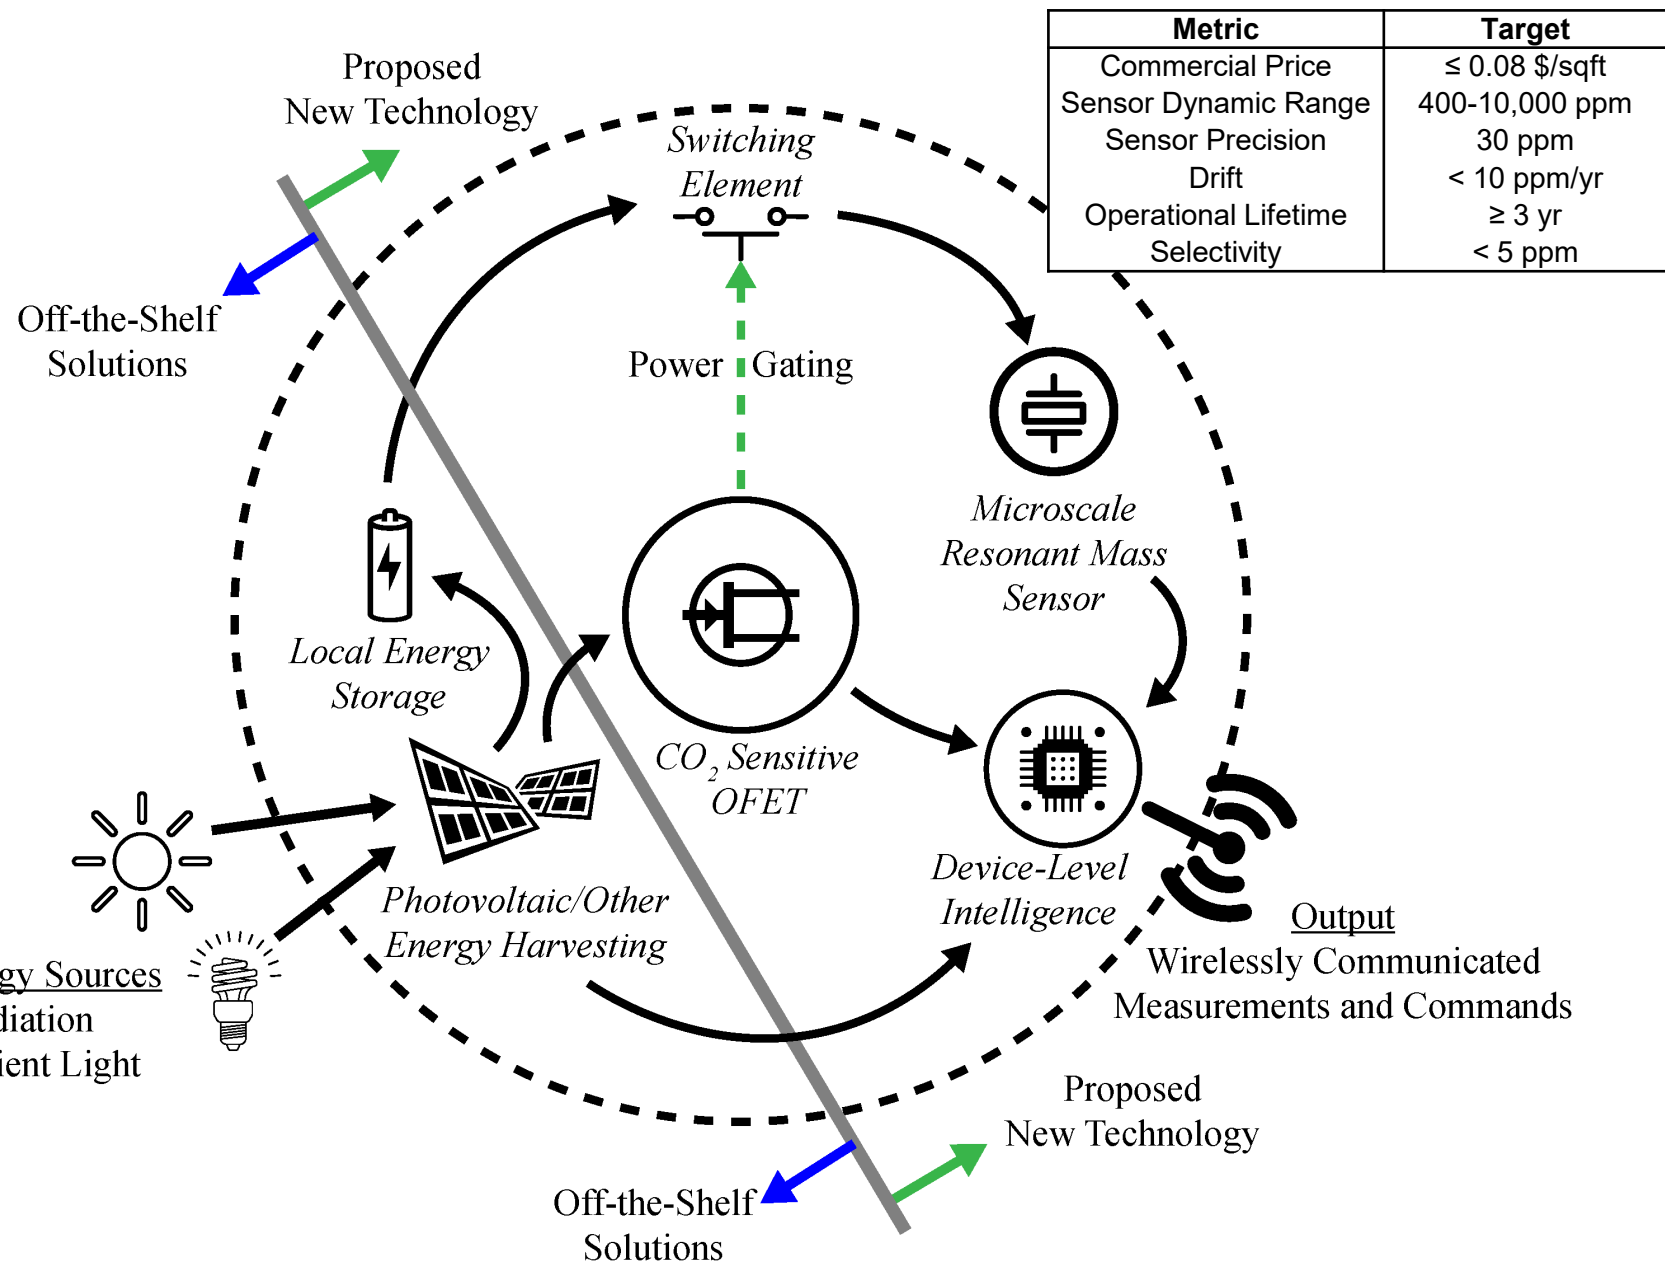 Metric Target
Commercial Price ≤ 0.08 $/sqft
Sensor Dynamic Range 400-10,000 ppm
Sensor Precision 30 ppm
Drift < 10 ppm/yr
Operational Lifetime ≥ 3 yr
Selectivity < 5 ppm
Proposed
New Technology
Off-the-Shelf
Solutions
Switching
Element
Power Gating
Microscale
Resonant Mass
Sensor
Local Energy
Storage
CO2 Sensitive
OFET
Photovoltaic/Other
Energy Harvesting
Device-Level
Intelligence
Sources
Light
Output
Wirelessly Communicated
Measurements and Commands
Proposed
New Technology
Off-the-Shelf
Solutions